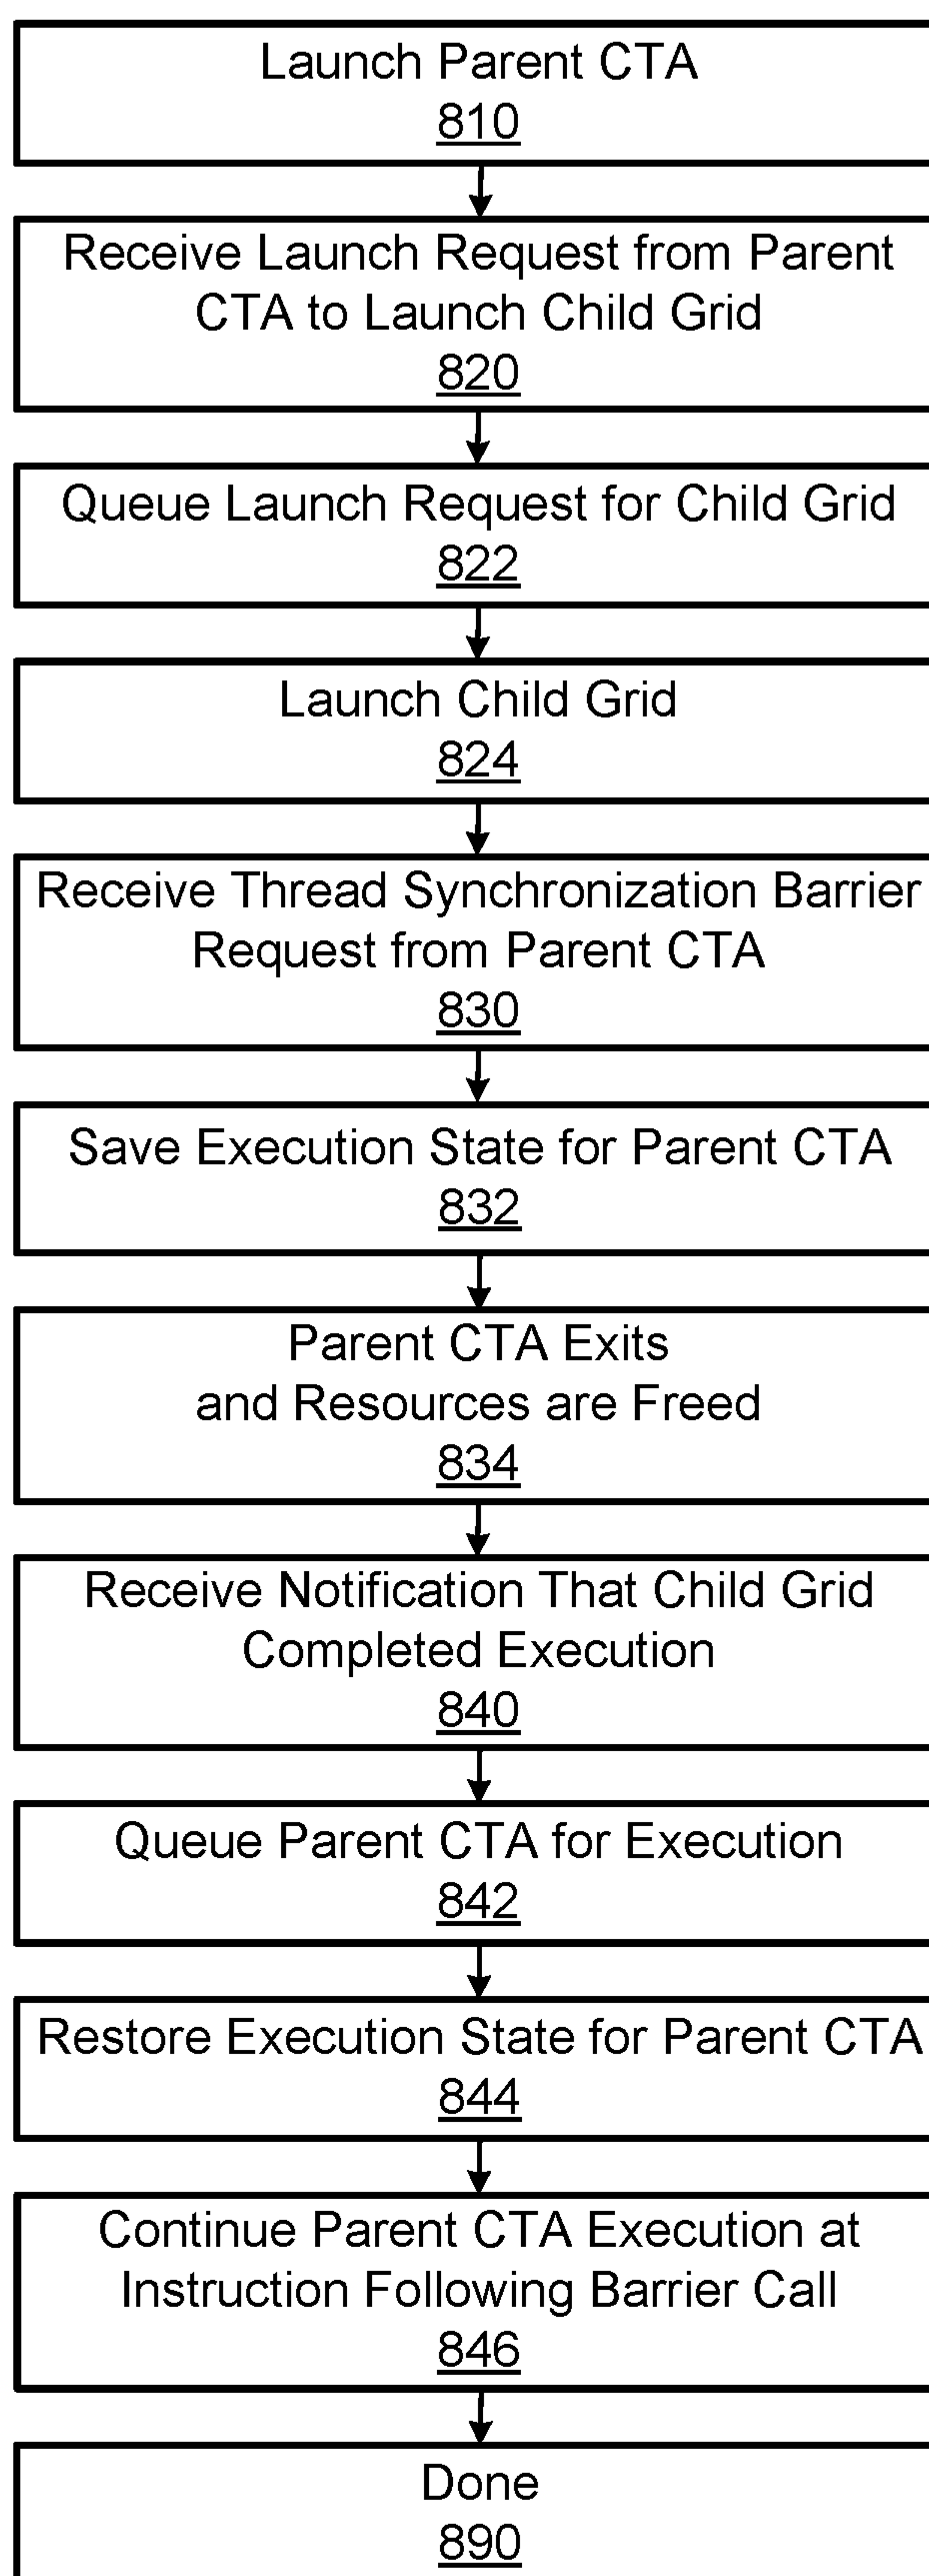 Launch Parent CTA
810
Receive Launch Request from Parent
CTA to Launch Child Grid
820
Queue Launch Request for Child Grid
822
Launch Child Grid
824
Receive Thread Synchronization Barrier
Request from Parent CTA
830
Save Execution State for Parent CTA
832
Parent CTA Exits
and Resources are Freed
834
Receive Notification That Child Grid
Completed Execution
840
Queue Parent CTA for Execution
842
Restore Execution State for Parent CTA
844
Continue Parent CTA Execution at
Instruction Following Barrier Call
846
Done
890